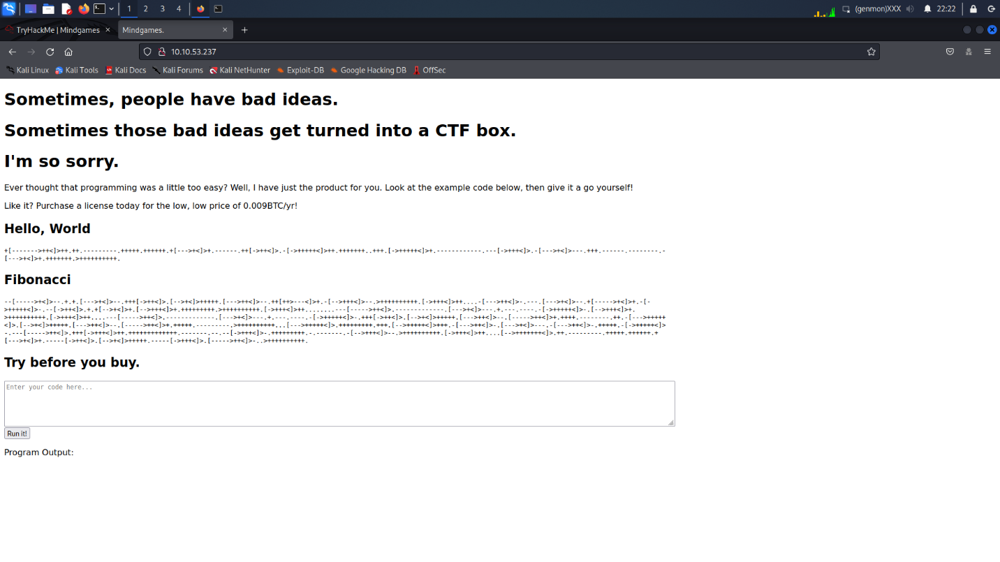 1 2 3 4 (genmon)XXX 22:22
TryHackMe | Mindgames × Mindgames. ×
10.10.53.237
Kali Linux Kali Tools Kali Docs Kali Forums Kali NetHunter Exploit-DB Google Hacking DB OffSec
Sometimes, people have bad ideas.
Sometimes those bad ideas get turned into a CTF box.
I'm so sorry.
Ever thought that programming was a little too easy? Well, I have just the product for you. Look at the example code below, then give it a go yourself!
Like it? Purchase a license today for the low, low price of 0.009BTC/yr!
Hello, World
+[------->++<]>++.++.---------.+++++.++++++.+[--->+<]>+.------.++[->++<]>.-[->+++++<]>++.+++++++..+++.[->+++++<]>+.------------.---[->+++<]>.-[--->+<]>---.+++.------.--------.-
[--->+<]>+.+++++++.>++++++++++.
Fibonacci
--[----->+<]>--.+.+.[--->+<]>--.+++[->++<]>.[-->+<]>+++++.[--->++<]>--.++[++>---<]>+.-[-->+++<]>--.>++++++++++.[->+++<]>++....-[--->++<]>-.---.[--->+<]>--.+[----->+<]>+.-[-
>+++++<]>-.--[->++<]>.+.+[-->+<]>+.[-->+++<]>+.+++++++++.>++++++++++.[->+++<]>++........---[----->++<]>.-------------.[--->+<]>---.+.---.----.-[->+++++<]>-.[-->+++<]>+.
>++++++++++.[->+++<]>++....---[----->++<]>.-------------.[--->+<]>---.+.---.----.-[->+++++<]>-.+++[->++<]>.[-->+<]>+++++.[--->++<]>--.[----->++<]>+.++++.--------.++.-[--->+++++
<]>.[-->+<]>+++++.[--->++<]>--.[----->++<]>+.+++++.---------.>++++++++++...[--->+++++<]>.+++++++++.+++.[-->+++++<]>+++.-[--->++<]>-.[--->+<]>---.-[--->++<]>-.+++++.-[->+++++<]>
-.---[----->++<]>.+++[->+++<]>++.+++++++++++++.-------.--.--[->+++<]>-.+++++++++.-.-------.-[-->+++<]>--.>++++++++++.[->+++<]>++....[-->+++++++<]>.++.---------.+++++.++++++.+
[--->+<]>+.-----[->++<]>.[-->+<]>+++++.-----[->+++<]>.[----->++<]>-..>++++++++++.
Try before you buy.
Enter your code here...
Run it!
Program Output: